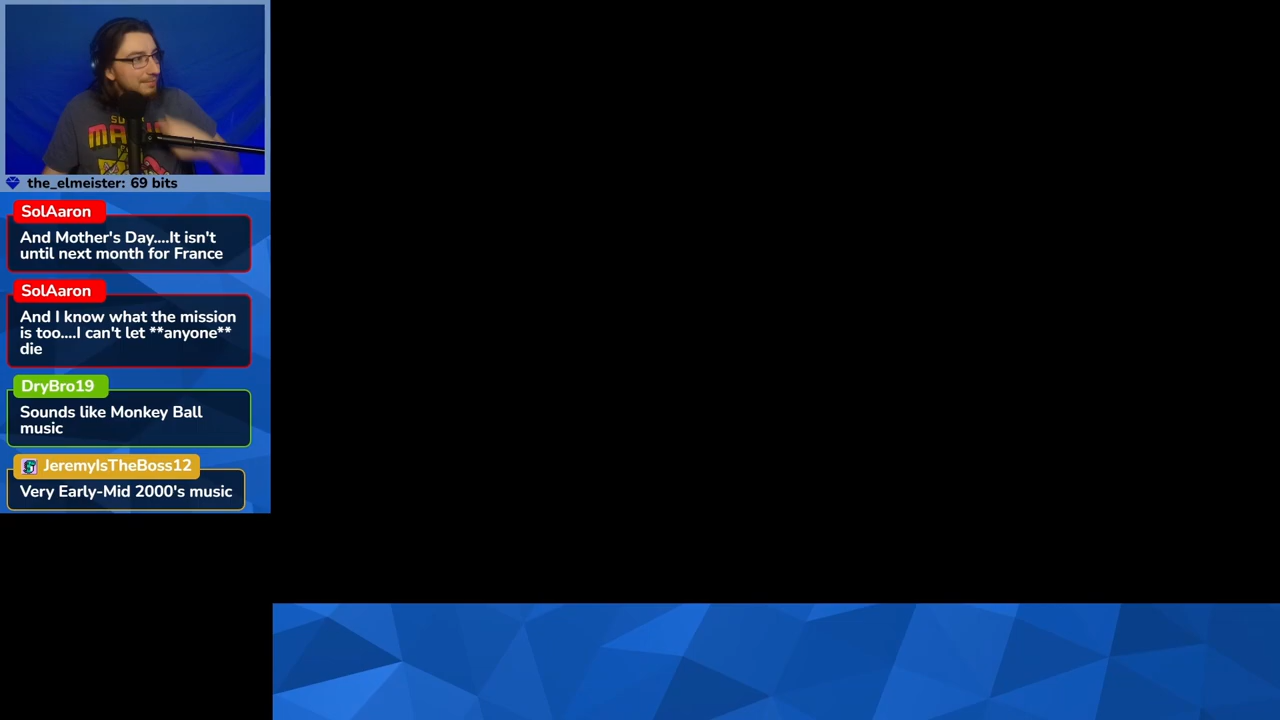 the_elmeister: 69 bits
SolAaron
And Mother's Day....It isn't
until next month for France
SolAaron
And I know what the mission
is too....I can't let **anyone**
die
DryBro19
Sounds like Monkey Ball
music
JeremyIsTheBoss12
Very Early-Mid 2000's music